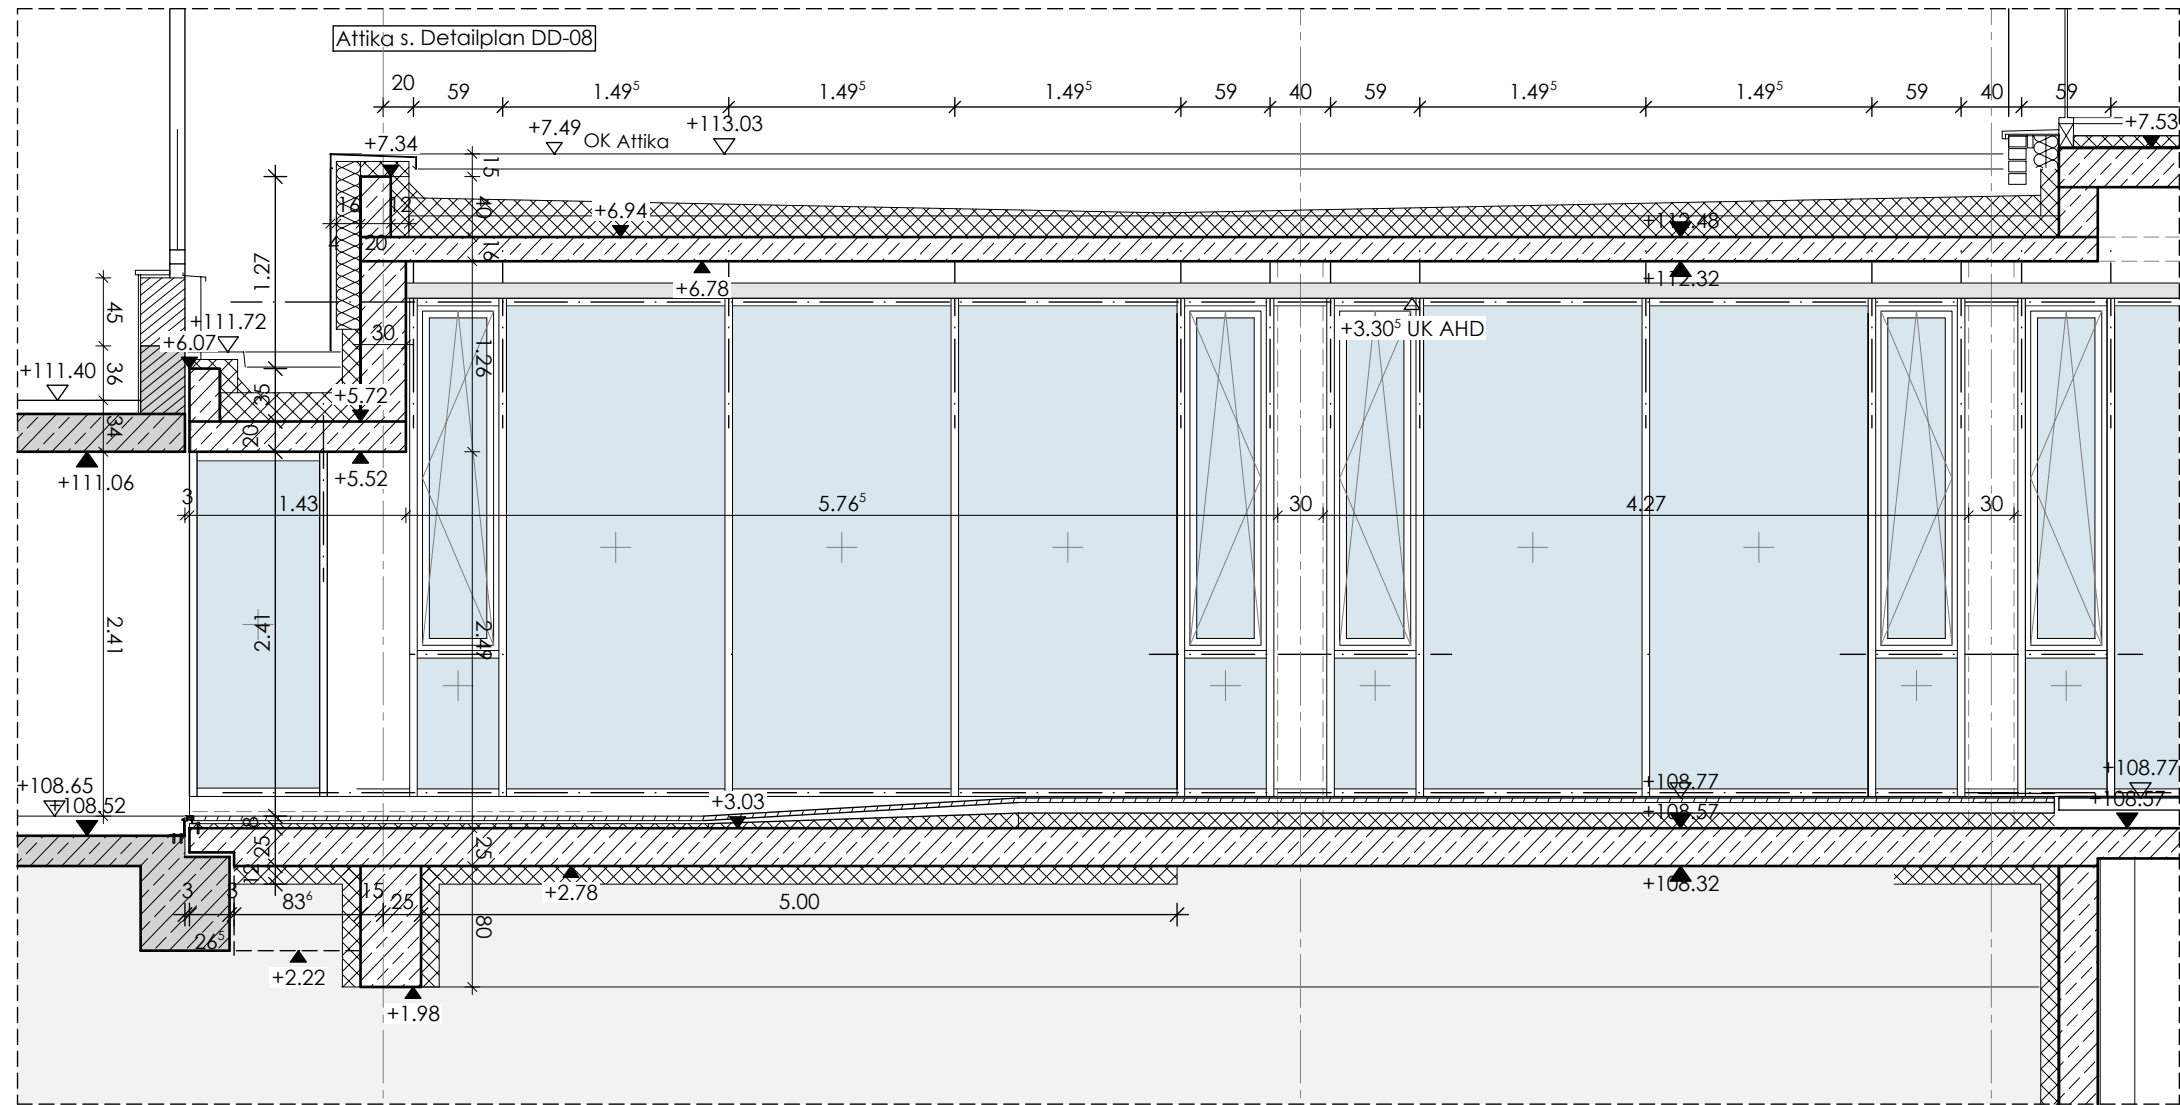 Attika s. Detailplan DD-08
20 59 1.49⁵ 1.49⁵ 1.49⁵ 59 40 59 1.49⁵ 1.49⁵ 59 40 59
+7.49 OK Attika +113.03
+7.53
+7.34
15
16 12 40 +6.94 +112.48
4 20 16
1.27
+6.78 +112.32
45
+111.72
30 +3.30⁵ UK AHD
+6.07
1.26
+111.40 36
35 +5.72
34 20
+111.06 +5.52
3 1.43 5.76⁵ 30 4.27 30
2.41 2.41 2.49
+108.65 +108.77 +108.77
+108.52 +3.03 +108.57 +108.57
8
25 25
12
+2.78 +108.32
3 3 83⁶ 15 25 5.00
80
26⁵
+2.22
+1.98